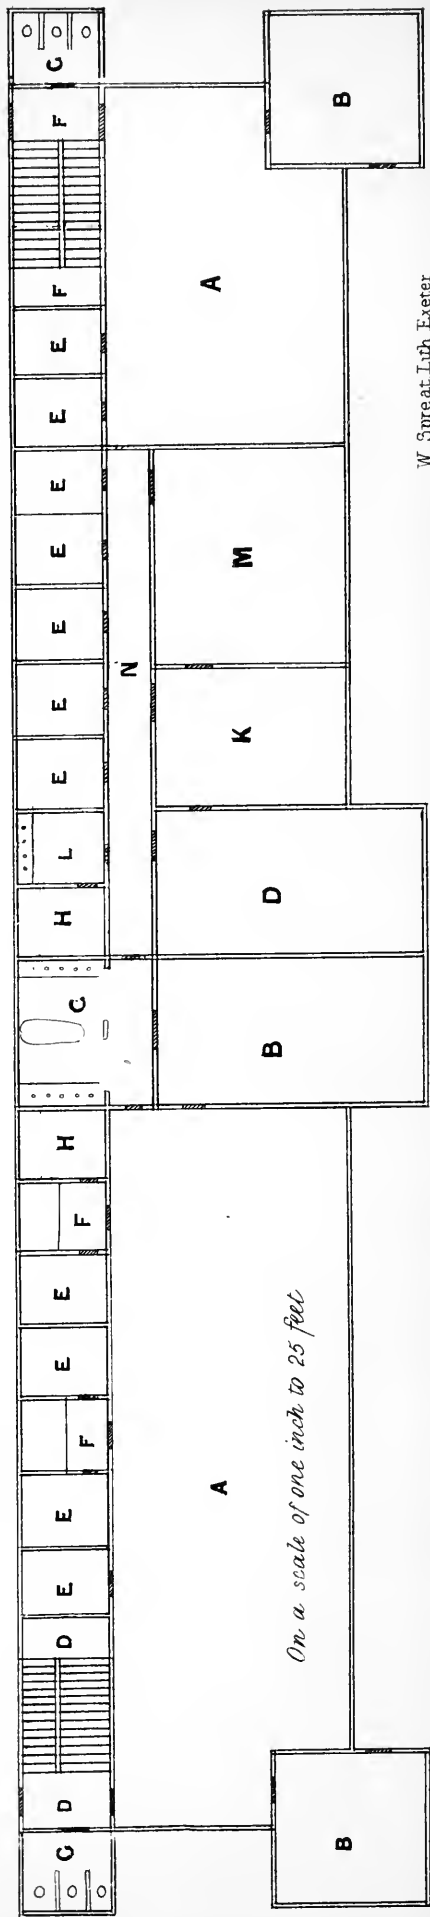 G D D E E F E E F H C H L E E E E E E E F F G
N
A K M A
B B D B
On a scale of one inch to 25 feet
W. Spreat Lith Exeter